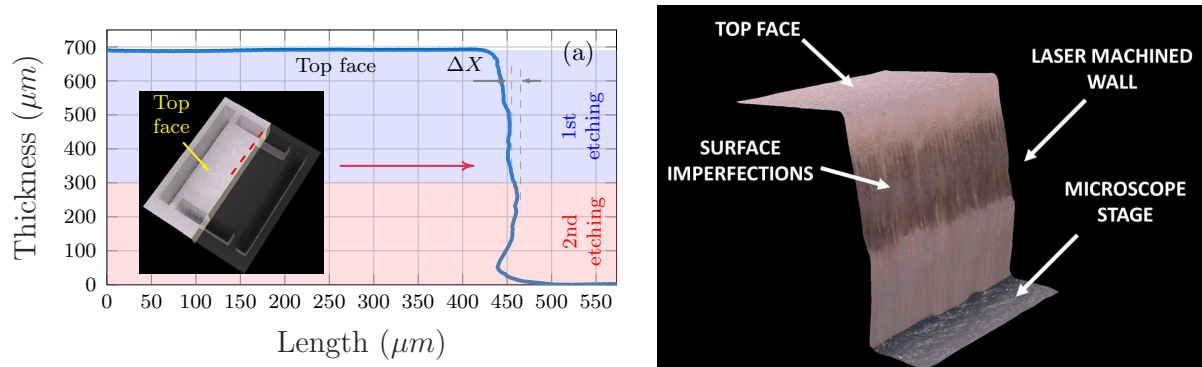 (a)
Top face
ΔX
Top
face
1st
etching
2nd
etching
Thickness (μm)
0
100
200
300
400
500
600
700
0
50
100
150
200
250
300
350
400
450
500
550
Length (μm)
TOP FACE
LASER MACHINED
WALL
SURFACE
IMPERFECTIONS
MICROSCOPE
STAGE